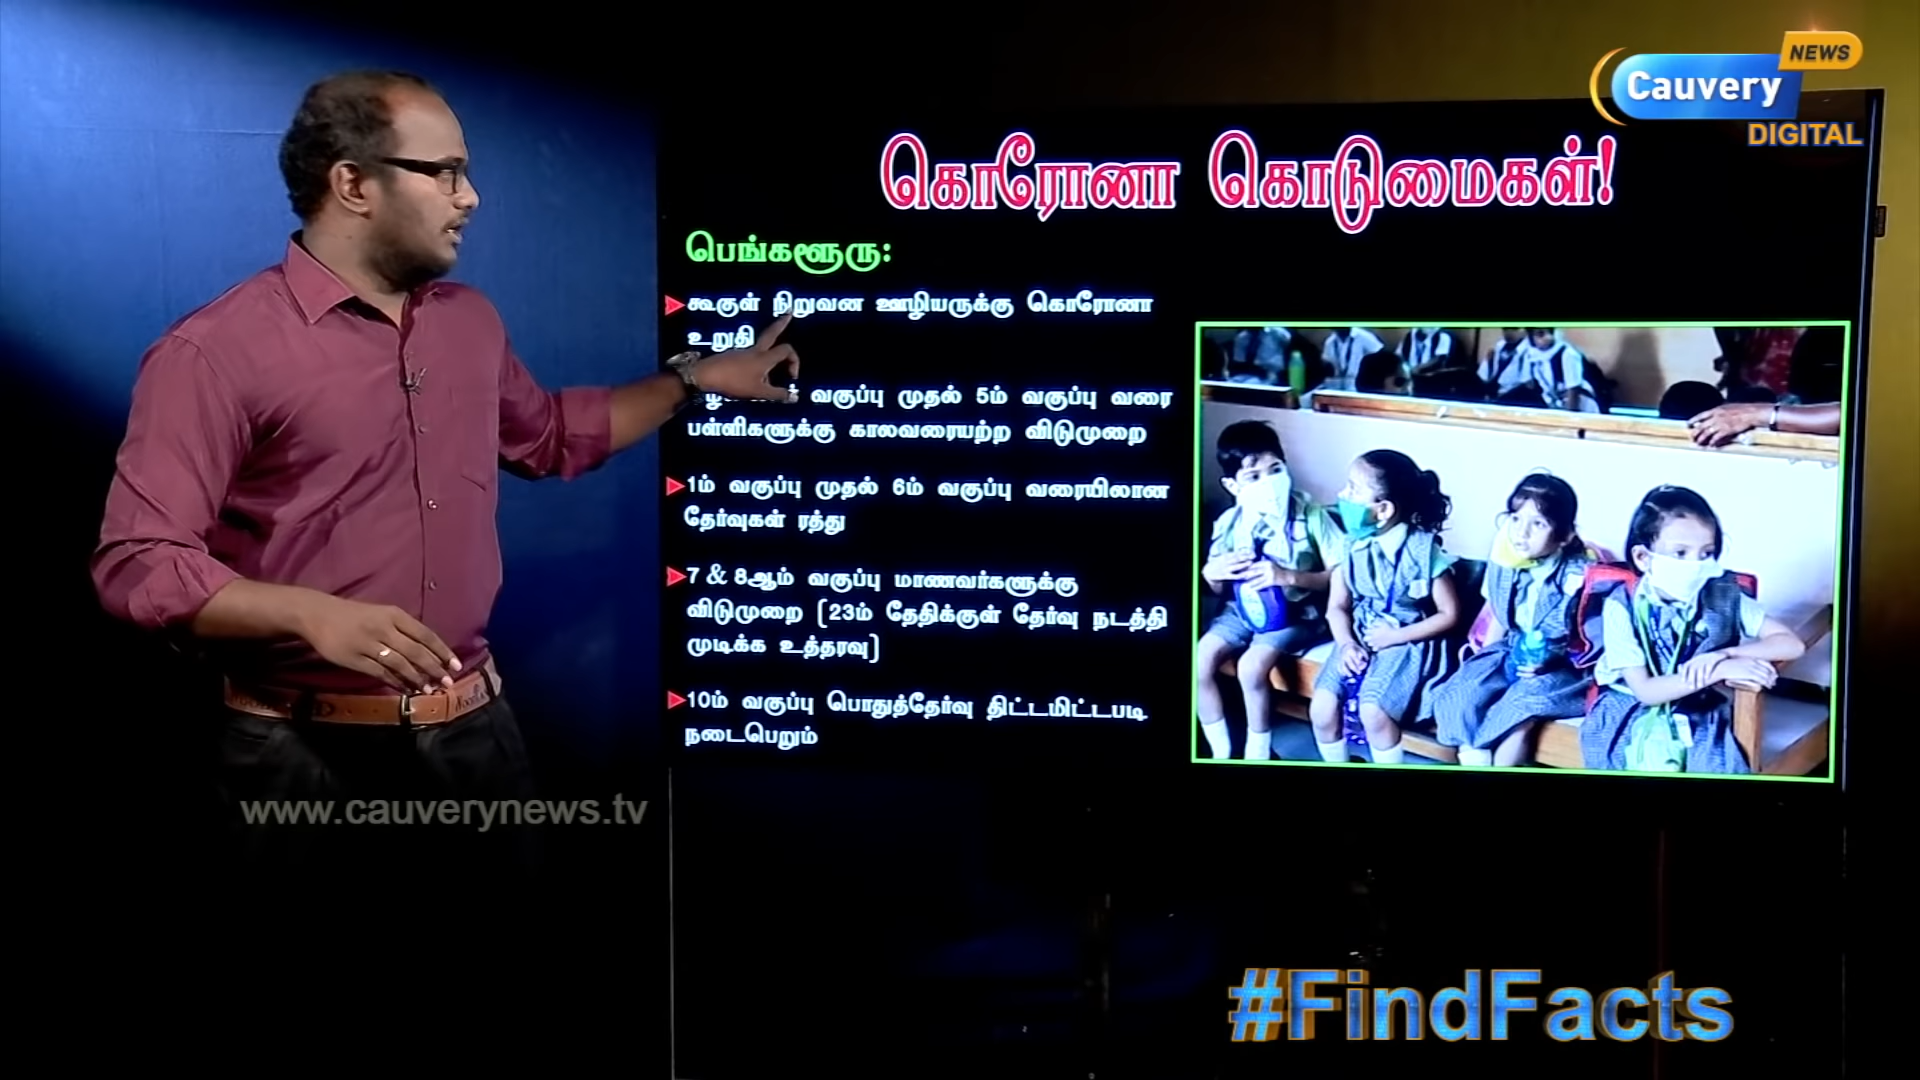 NEWS
Cauvery
DIGITAL
கொரோனா கொடுமைகள்!
பெங்களூரு:
கூகுள் நிறுவன ஊழியருக்கு கொரோனா
உறுதி
வகுப்பு முதல் 5ம் வகுப்பு வரை
பள்ளிகளுக்கு காலவரையற்ற விடுமுறை
1ம் வகுப்பு முதல் 6ம் வகுப்பு வரையிலான
தேர்வுகள் ரத்து
7 & 8ஆம் வகுப்பு மாணவர்களுக்கு
விடுமுறை (23ம் தேதிக்குள் தேர்வு நடத்தி
முடிக்க உத்தரவு)
10ம் வகுப்பு பொதுத்தேர்வு திட்டமிட்டபடி
நடைபெறும்
www.cauverynews.tv
#FindFacts